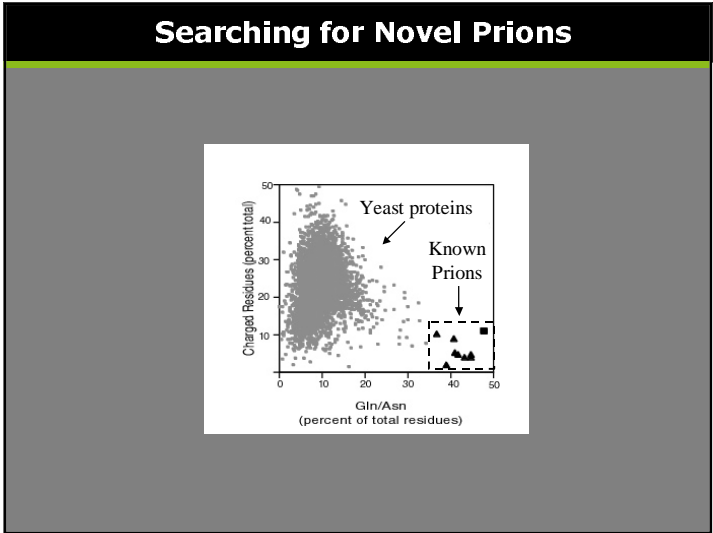 Searching for Novel Prions
Yeast proteins
Known
Prions
Charged Residues (percent total)
50
40
30
20
10
0
10
20
30
40
50
Gln/Asn
(percent of total residues)